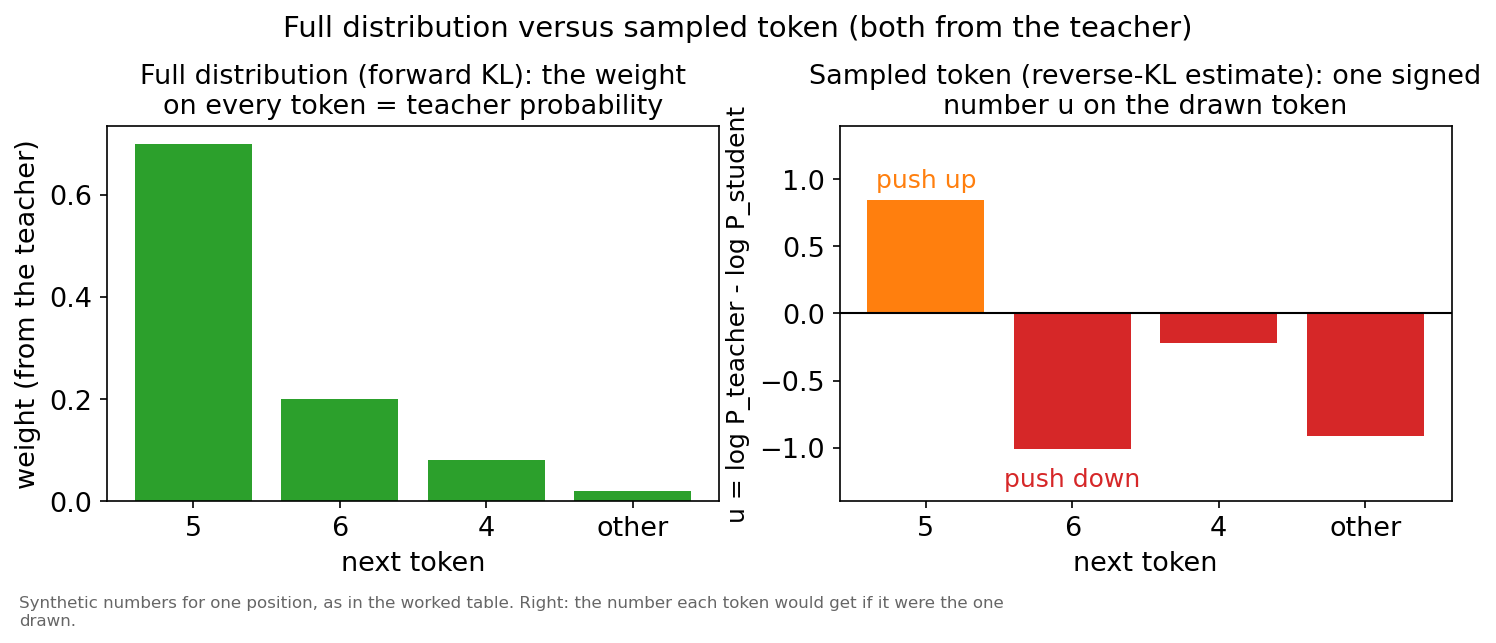 Full distribution versus sampled token (both from the teacher)
Full distribution (forward KL): the weight
on every token = teacher probability
weight (from the teacher)
0.6
0.4
0.2
0.0
5
6
4
other
next token
Sampled token (reverse-KL estimate): one signed
number u on the drawn token
u = log P_teacher - log P_student
1.0
0.5
0.0
−0.5
−1.0
push up
push down
5
6
4
other
next token
Synthetic numbers for one position, as in the worked table. Right: the number each token would get if it were the one
drawn.